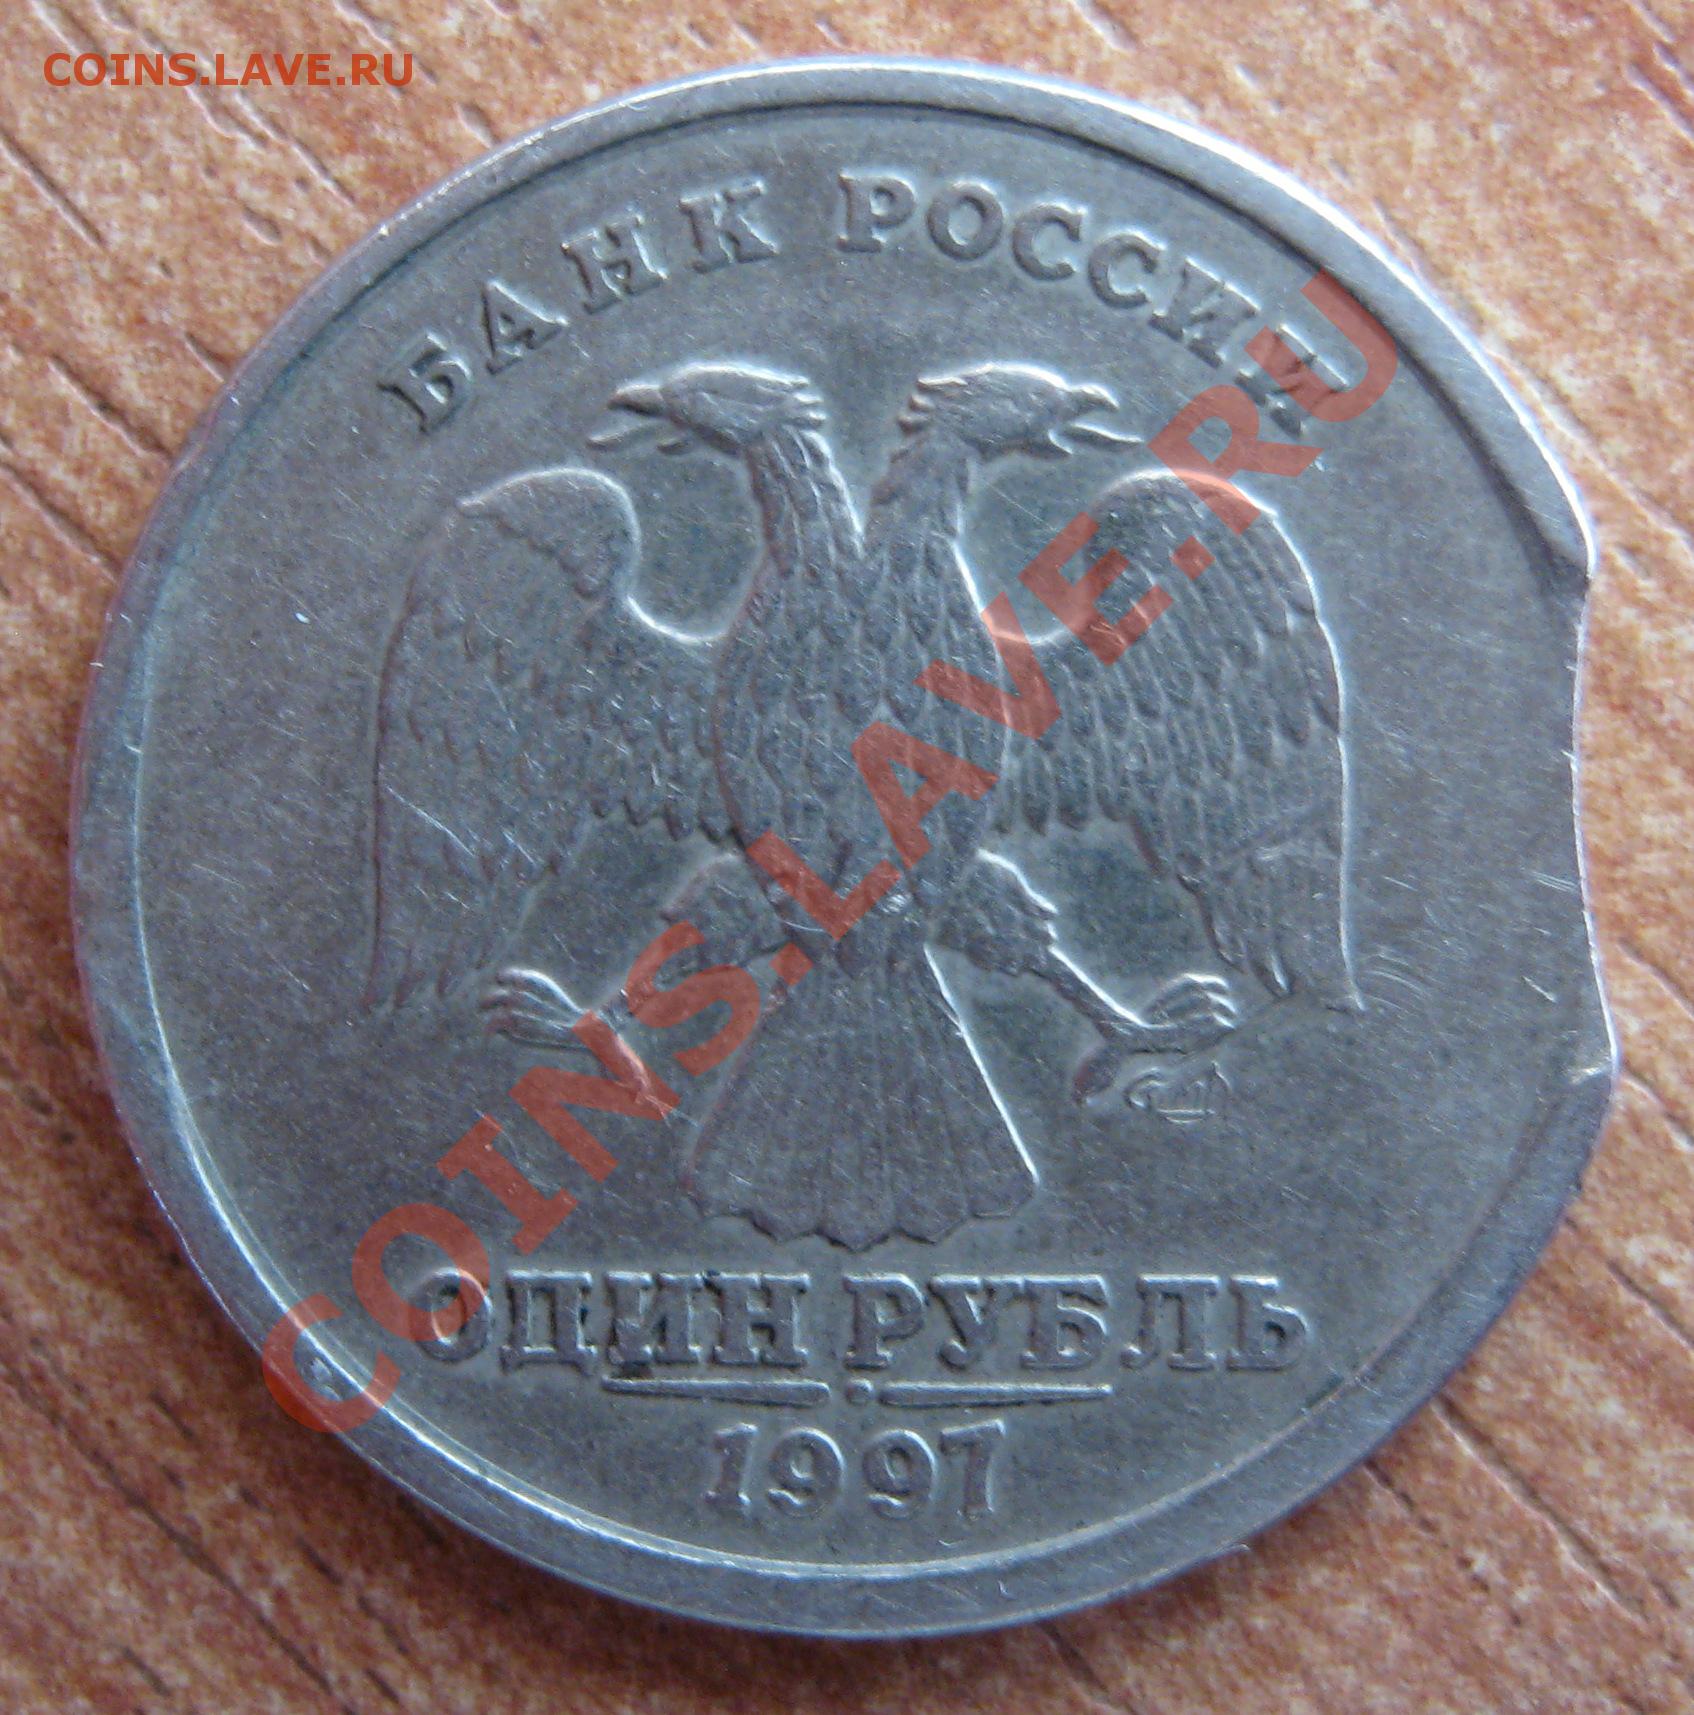 COINS.LAVE.RU
БАНК РОССИИ
COINS.LAVE.RU
ОДИН РУБЛЬ
1997